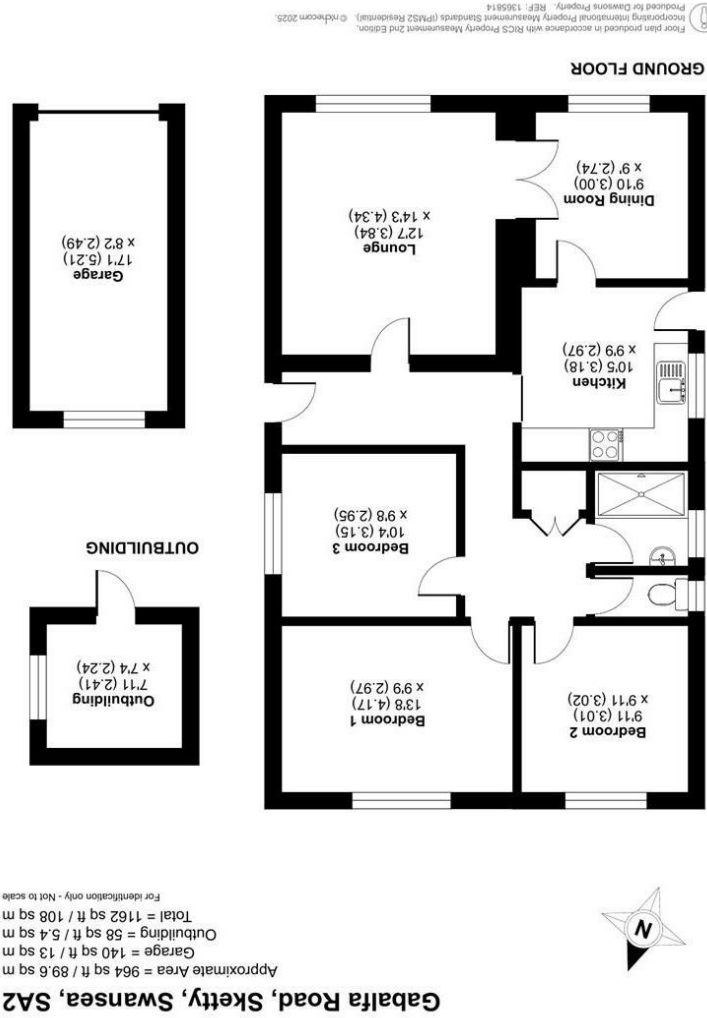 Gabalfa Road, Sketty, Swansea, SA2
Approximate Area = 964 sq ft / 89.6 sq m
Garage = 140 sq ft / 13 sq m
Outbuilding = 58 sq ft / 5.4 sq m
Total = 1162 sq ft / 108 sq m
For identification only - Not to scale
N
Bedroom 2
9'11 (3.01)
x 9'11 (3.02)
Bedroom 1
13'8 (4.17)
x 9'9 (2.97)
Outbuilding
7'11 (2.41)
x 7'4 (2.24)
OUTBUILDING
Bedroom 3
10'4 (3.15)
x 9'8 (2.95)
Kitchen
10'5 (3.18)
x 9'9 (2.97)
Dining Room
9'10 (3.00)
x 9' (2.74)
Lounge
12'7 (3.84)
x 14'3 (4.34)
Garage
17'1 (5.21)
x 8'2 (2.49)
GROUND FLOOR
Floor plan produced in accordance with RICS Property Measurement 2nd Edition.
Incorporating International Property Measurement Standards (IPMS2 Residential). © nichecom 2025.
Produced for Dawsons Property. REF: 1365814